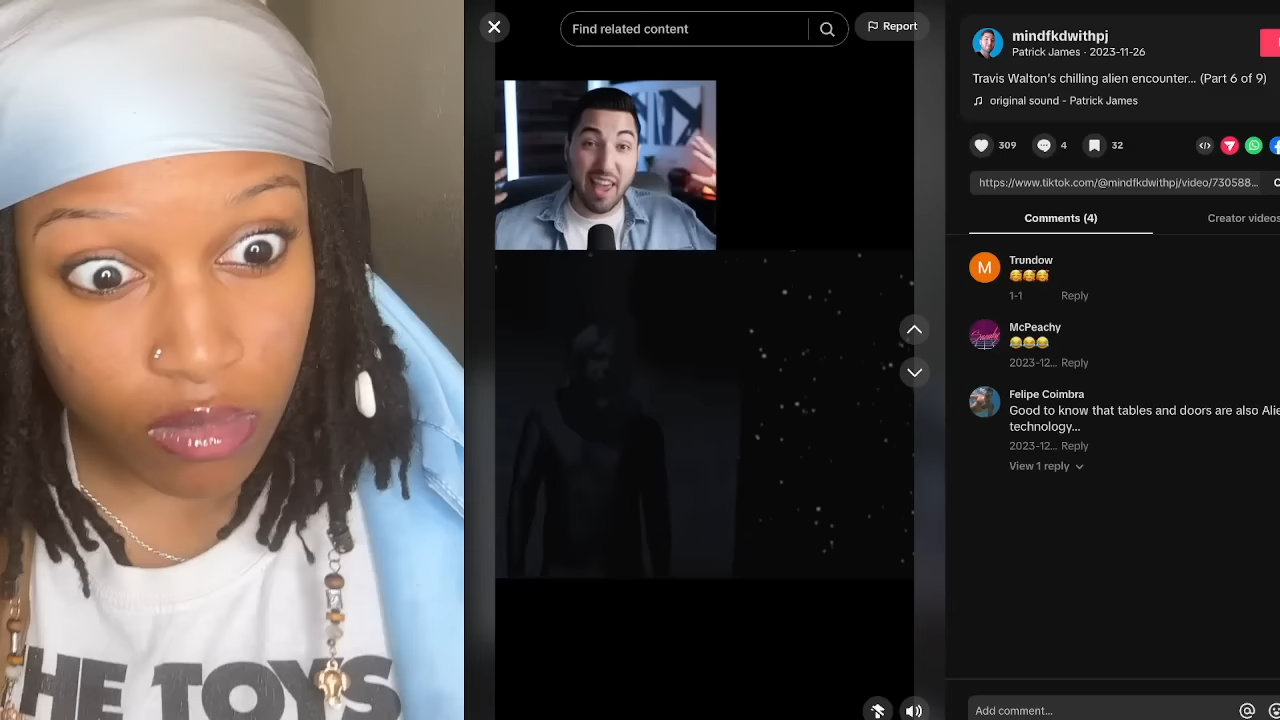 Find related content
Report
mindfkdwithpj
Patrick James · 2023-11-26
Travis Walton's chilling alien encounter... (Part 6 of 9)
original sound - Patrick James
309
4
32
https://www.tiktok.com/@mindfkdwithpj/video/730588...
Comments (4)
Creator videos
M
Trundow
🥰🥰🥰
1-1 Reply
McPeachy
😂😂😂
2023-12... Reply
Felipe Coimbra
Good to know that tables and doors are also Alie
technology...
2023-12... Reply
View 1 reply
HE TOYS
Add comment...